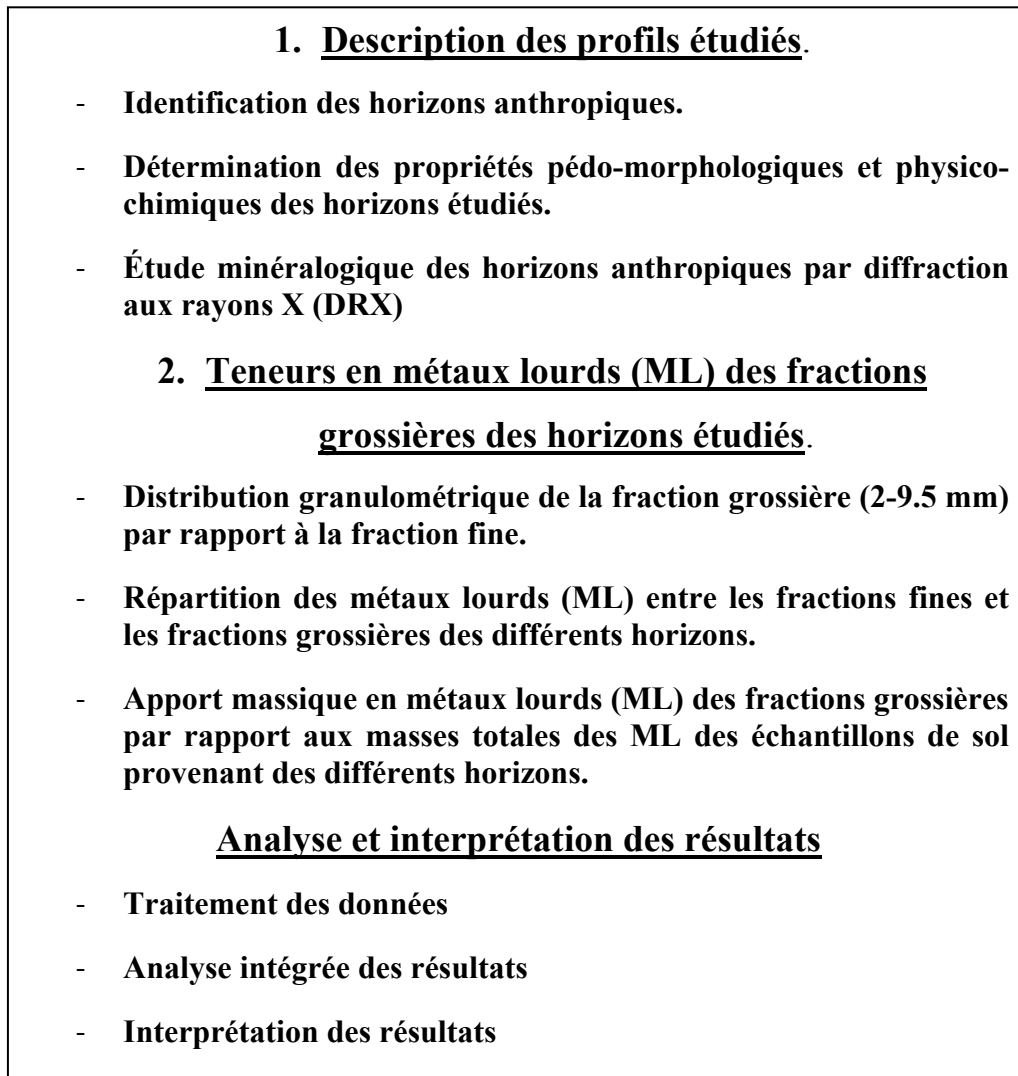 1. Description des profils étudiés.
- Identification des horizons anthropiques.
- Détermination des propriétés pédo-morphologiques et physico-
chimiques des horizons étudiés.
- Étude minéralogique des horizons anthropiques par diffraction
aux rayons X (DRX)
2. Teneurs en métaux lourds (ML) des fractions
grossières des horizons étudiés.
- Distribution granulométrique de la fraction grossière (2-9.5 mm)
par rapport à la fraction fine.
- Répartition des métaux lourds (ML) entre les fractions fines et
les fractions grossières des différents horizons.
- Apport massique en métaux lourds (ML) des fractions grossières
par rapport aux masses totales des ML des échantillons de sol
provenant des différents horizons.
Analyse et interprétation des résultats
- Traitement des données
- Analyse intégrée des résultats
- Interprétation des résultats